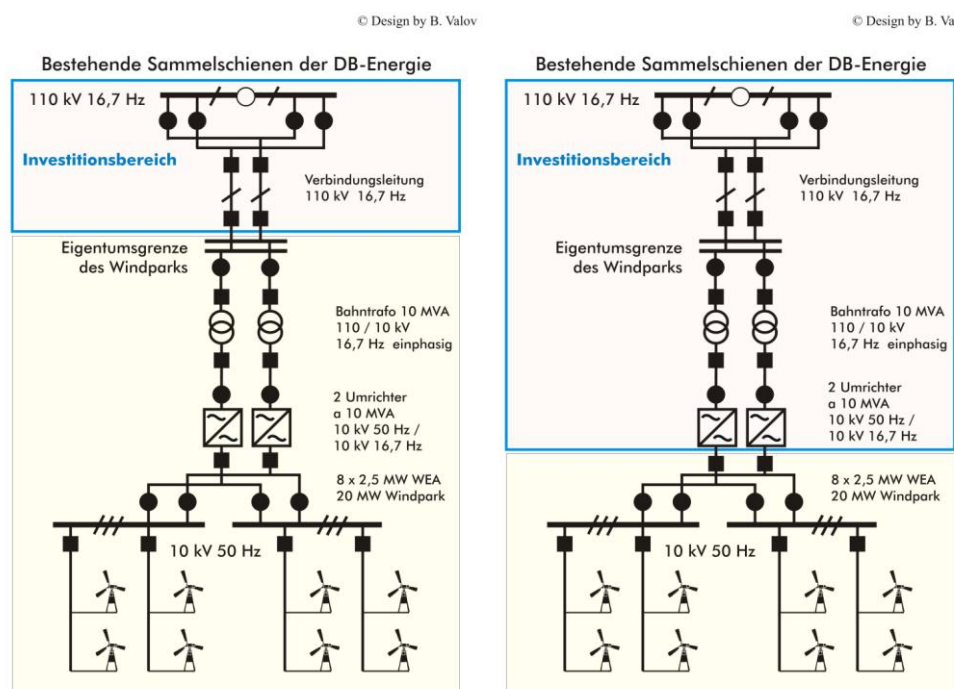 © Design by B. Valov
Bestehende Sammelschienen der DB-Energie
110 kV 16,7 Hz
Investitionsbereich
Verbindungsleitung
110 kV 16,7 Hz
Eigentumsgrenze
des Windparks
Bahntrafo 10 MVA
110 / 10 kV
16,7 Hz einphasig
2 Umrichter
a 10 MVA
10 kV 50 Hz /
10 kV 16,7 Hz
8 x 2,5 MW WEA
20 MW Windpark
10 kV 50 Hz
© Design by B. Va
Bestehende Sammelschienen der DB-Energie
110 kV 16,7 Hz
Investitionsbereich
Verbindungsleitung
110 kV 16,7 Hz
Eigentumsgrenze
des Windparks
Bahntrafo 10 MVA
110 / 10 kV
16,7 Hz einphasig
2 Umrichter
a 10 MVA
10 kV 50 Hz /
10 kV 16,7 Hz
8 x 2,5 MW WEA
20 MW Windpark
10 kV 50 Hz